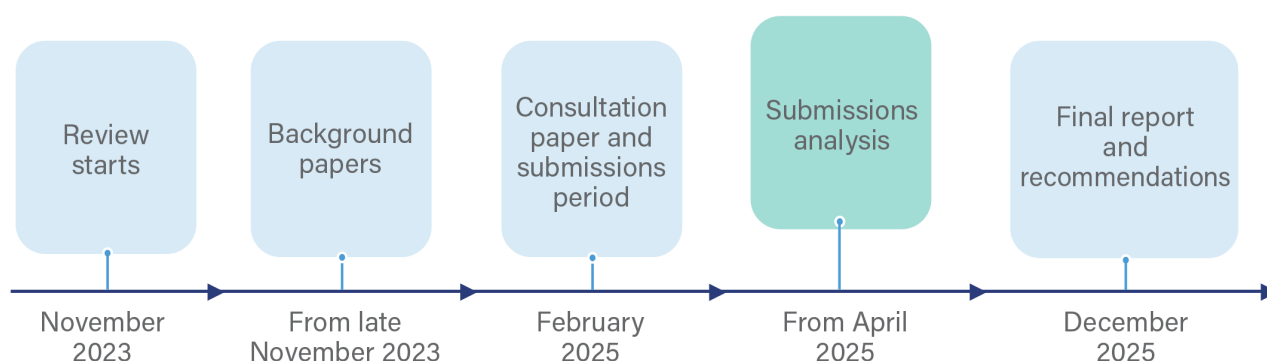 Review
starts
Background
papers
Consultation
paper and
submissions
period
Submissions
analysis
Final report
and
recommendations
November
2023
From late
November 2023
February
2025
From April
2025
December
2025